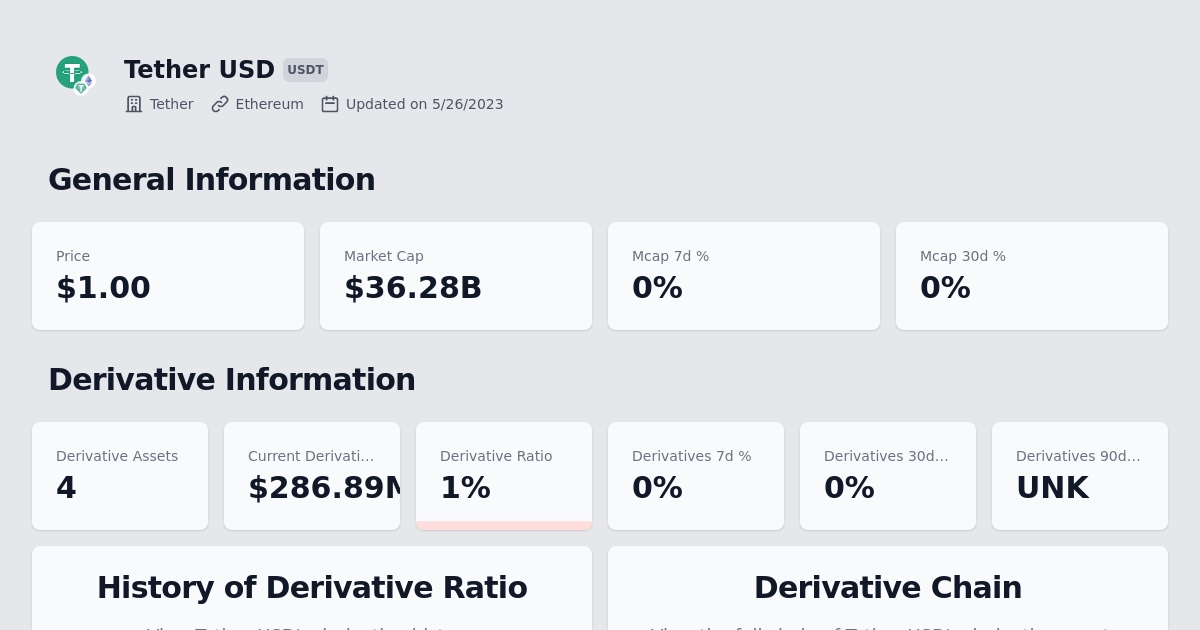 Tether USD USDT
Tether Ethereum Updated on 5/26/2023
General Information
Price
$1.00
Market Cap
$36.28B
Mcap 7d %
0%
Mcap 30d %
0%
Derivative Information
Derivative Assets
4
Current Derivati...
$286.89M
Derivative Ratio
1%
Derivatives 7d %
0%
Derivatives 30d...
0%
Derivatives 90d...
UNK
History of Derivative Ratio
Derivative Chain